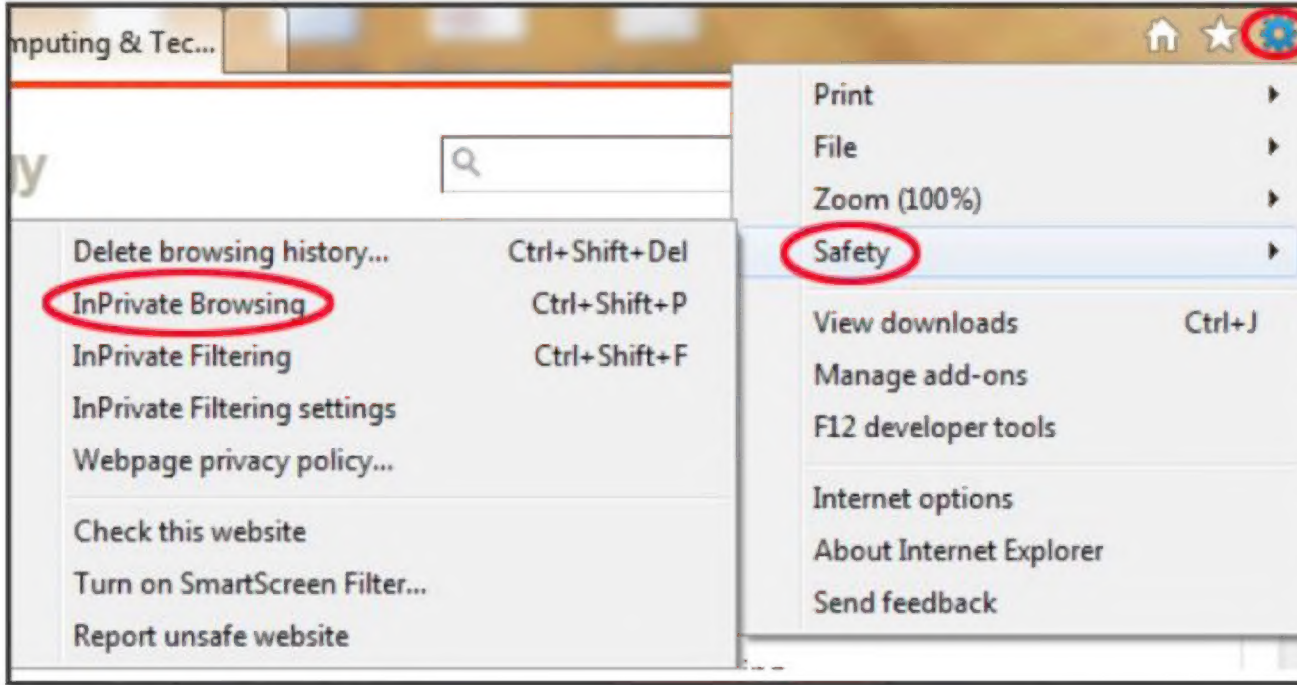 mputing & Tec...
gy
Print
File
Zoom (100%)
Safety
View downloads Ctrl+J
Manage add-ons
F12 developer tools
Internet options
About Internet Explorer
Send feedback
Delete browsing history... Ctrl+Shift+Del
InPrivate Browsing Ctrl+Shift+P
InPrivate Filtering Ctrl+Shift+F
InPrivate Filtering settings
Webpage privacy policy...
Check this website
Turn on SmartScreen Filter...
Report unsafe website